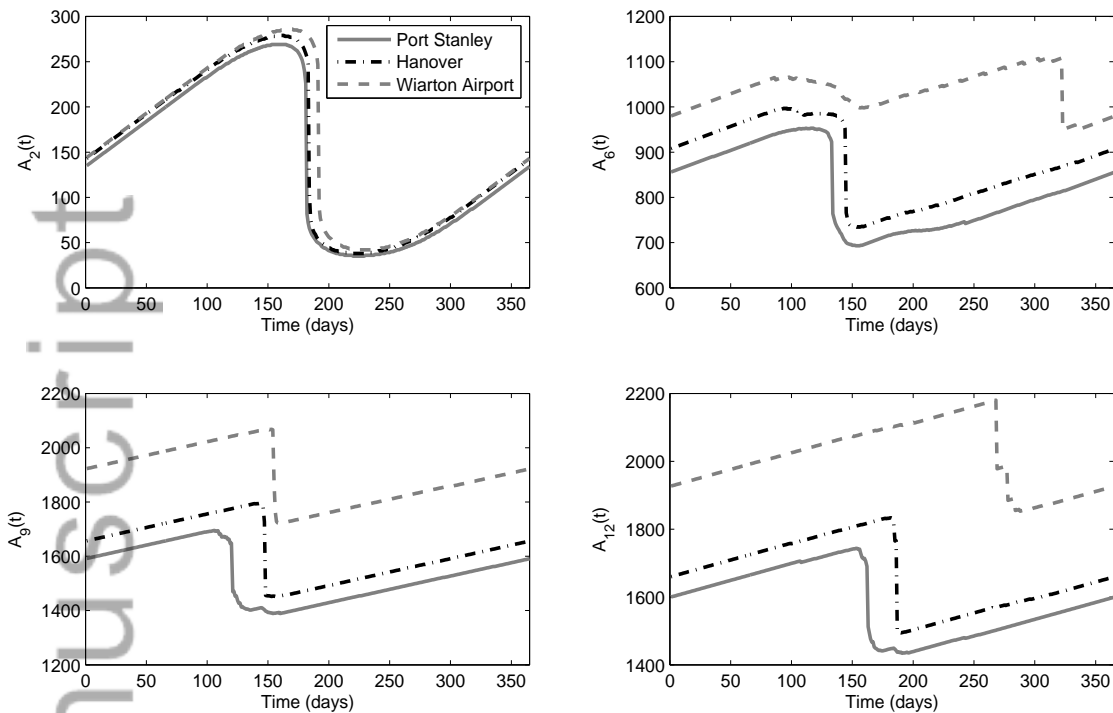 300
250
200
150
100
50
0
A2(t)
0 50 100 150 200 250 300 350
Time (days)
Port Stanley
Hanover
Wiarton Airport
1200
1100
1000
900
800
700
600
A6(t)
0 50 100 150 200 250 300 350
Time (days)
2200
2000
1800
1600
1400
1200
A9(t)
0 50 100 150 200 250 300 350
Time (days)
2200
2000
1800
1600
1400
A12(t)
0 50 100 150 200 250 300 350
Time (days)
nuscript